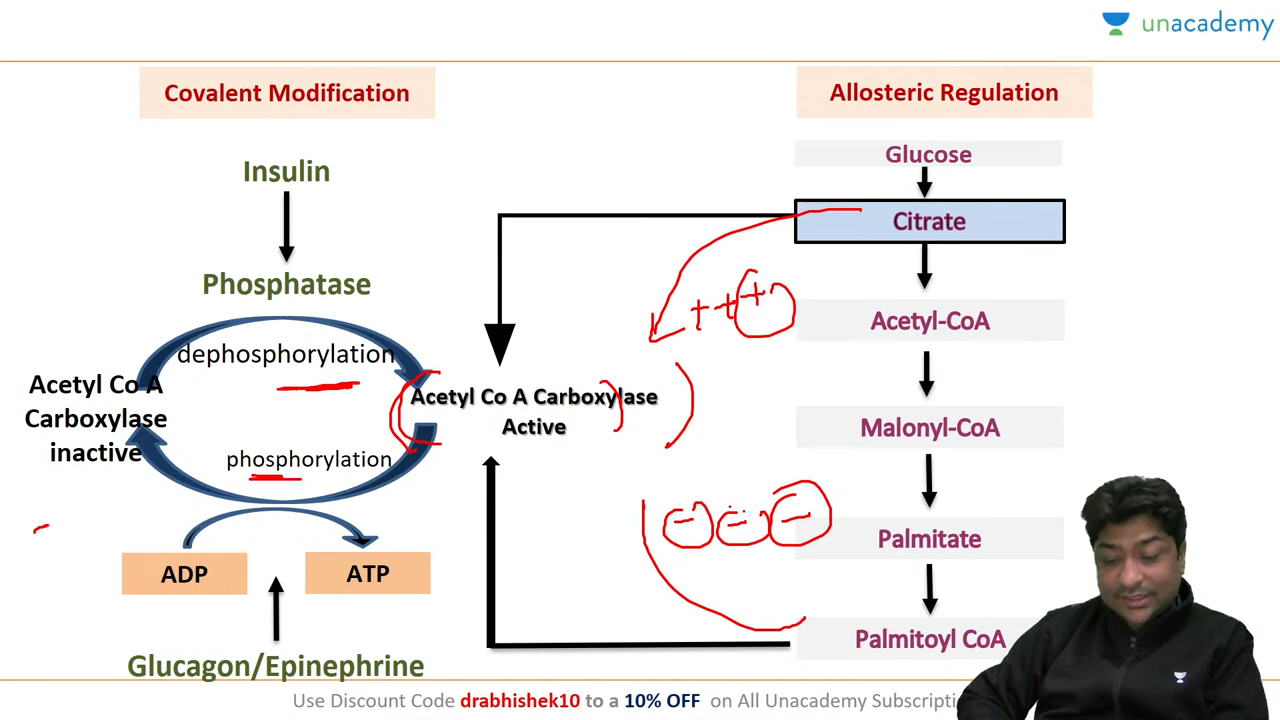 unacademy
Covalent Modification
Allosteric Regulation
Insulin
Glucose
Citrate
Phosphatase
+ + +
Acetyl-CoA
dephosphorylation
Acetyl Co A
Carboxylase
inactive
Acetyl Co A Carboxylase
Active
Malonyl-CoA
phosphorylation
- - -
Palmitate
ADP
ATP
Palmitoyl CoA
Glucagon/Epinephrine
Use Discount Code drabhishek10 to a 10% OFF on All Unacademy